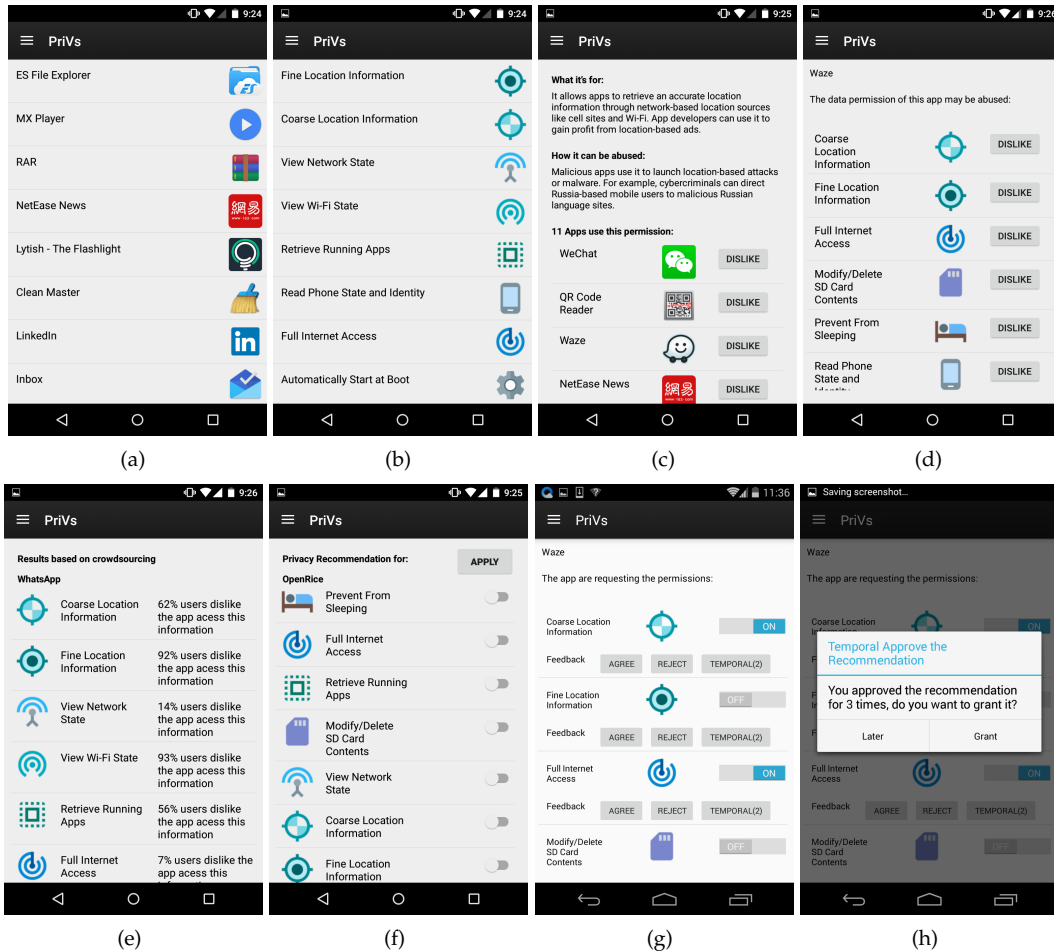 9:24
PriVs
ES File Explorer
MX Player
RAR
NetEase News
網易
www.163.com
Lytish - The Flashlight
Clean Master
LinkedIn
in
Inbox
(a)
9:24
PriVs
Fine Location Information
Coarse Location Information
View Network State
View Wi-Fi State
Retrieve Running Apps
Read Phone State and Identity
Full Internet Access
Automatically Start at Boot
(b)
9:25
PriVs
What it's for:
It allows apps to retrieve an accurate location
information through network-based location sources
like cell sites and Wi-Fi. App developers can use it to
gain profit from location-based ads.
How it can be abused:
Malicious apps use it to launch location-based attacks
or malware. For example, cybercriminals can direct
Russia-based mobile users to malicious Russian
language sites.
11 Apps use this permission:
WeChat
DISLIKE
QR Code
Reader
DISLIKE
Waze
DISLIKE
NetEase News
網易
DISLIKE
(c)
9:26
PriVs
Waze
The data permission of this app may be abused:
Coarse
Location
Information
DISLIKE
Fine Location
Information
DISLIKE
Full Internet
Access
DISLIKE
Modify/Delete
SD Card
Contents
DISLIKE
Prevent From
Sleeping
DISLIKE
Read Phone
State and
Identity
DISLIKE
(d)
9:26
PriVs
Results based on crowdsourcing
WhatsApp
Coarse Location
Information
62% users dislike
the app acess this
information
Fine Location
Information
92% users dislike
the app acess this
information
View Network
State
14% users dislike
the app acess this
information
View Wi-Fi State
93% users dislike
the app acess this
information
Retrieve Running
Apps
56% users dislike
the app acess this
information
Full Internet
Access
7% users dislike the
app acess this
(e)
9:25
PriVs
Privacy Recommendation for:
APPLY
OpenRice
Prevent From
Sleeping
Full Internet
Access
Retrieve Running
Apps
Modify/Delete
SD Card
Contents
View Network
State
Coarse Location
Information
Fine Location
Information
(f)
11:36
PriVs
Waze
The app are requesting the permissions:
Coarse Location
Information
ON
Feedback AGREE REJECT TEMPORAL(2)
Fine Location
Information
OFF
Feedback AGREE REJECT TEMPORAL(2)
Full Internet
Access
ON
Feedback AGREE REJECT TEMPORAL(2)
Modify/Delete
SD Card
Contents
OFF
(g)
Saving screenshot...
PriVs
Waze
The app are requesting the permissions:
Coarse Location
ON
Temporal Approve the
Recommendation
You approved the recommendation
for 3 times, do you want to grant it?
Later Grant
Full Internet
Access
ON
Feedback AGREE REJECT TEMPORAL(2)
Modify/Delete
SD Card
Contents
OFF
(h)